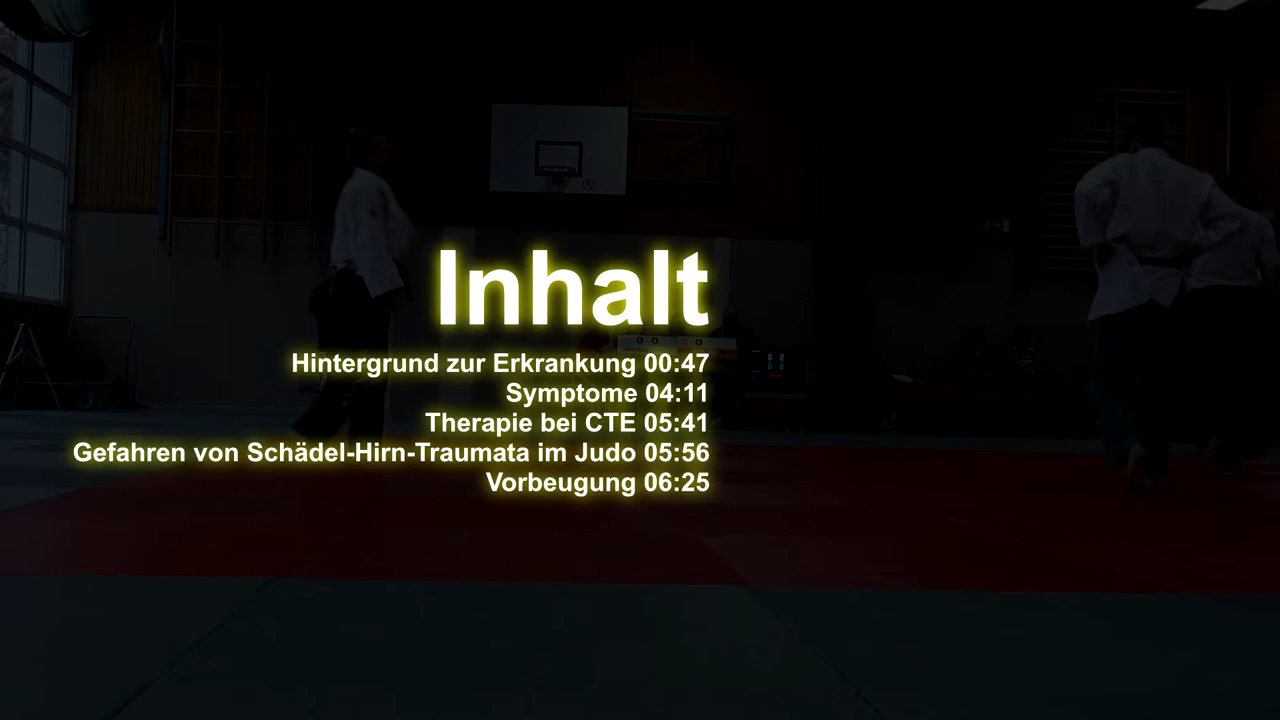 Inhalt
Hintergrund zur Erkrankung 00:47
Symptome 04:11
Therapie bei CTE 05:41
Gefahren von Schädel-Hirn-Traumata im Judo 05:56
Vorbeugung 06:25